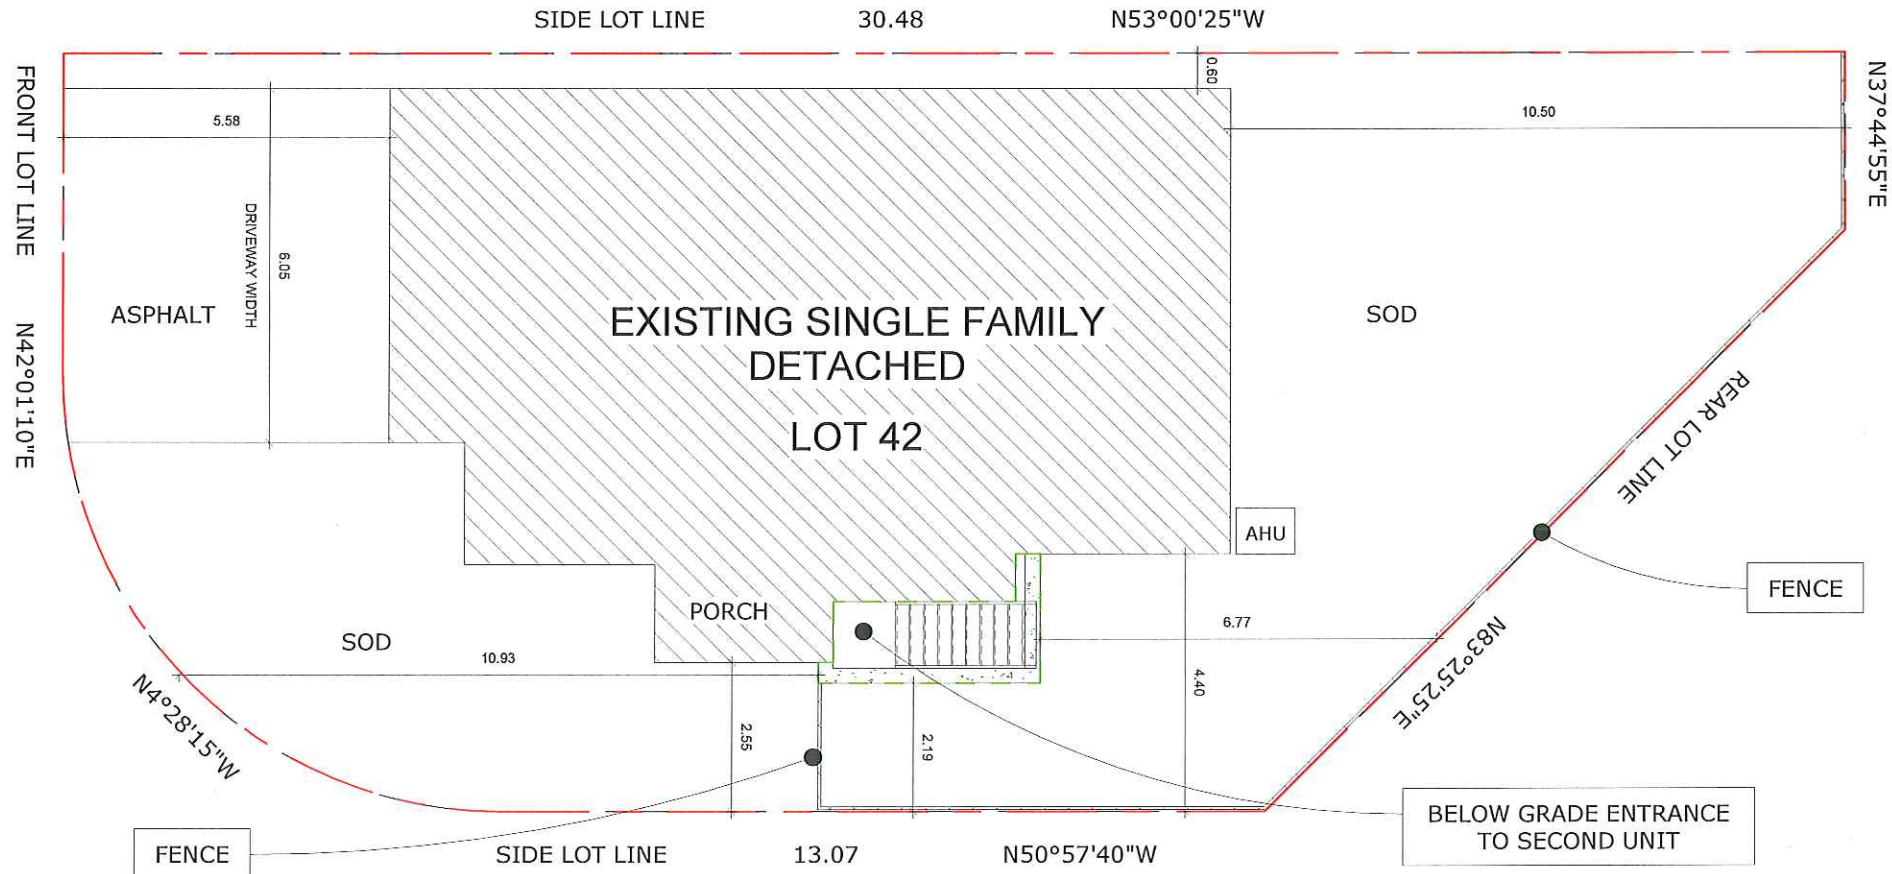 SIDE LOT LINE 30.48 N53°00'25"W
0.60
FRONT LOT LINE N42°01'10"E
5.58
10.50
N37°44'55"E
DRIVEWAY WIDTH
6.05
ASPHALT
EXISTING SINGLE FAMILY
DETACHED
LOT 42
SOD
REAR LOT LINE
AHU
FENCE
PORCH
SOD
10.93
6.77
N83°25'25"E
4.40
N4°28'15"W
2.55
2.19
BELOW GRADE ENTRANCE
TO SECOND UNIT
FENCE
SIDE LOT LINE 13.07 N50°57'40"W